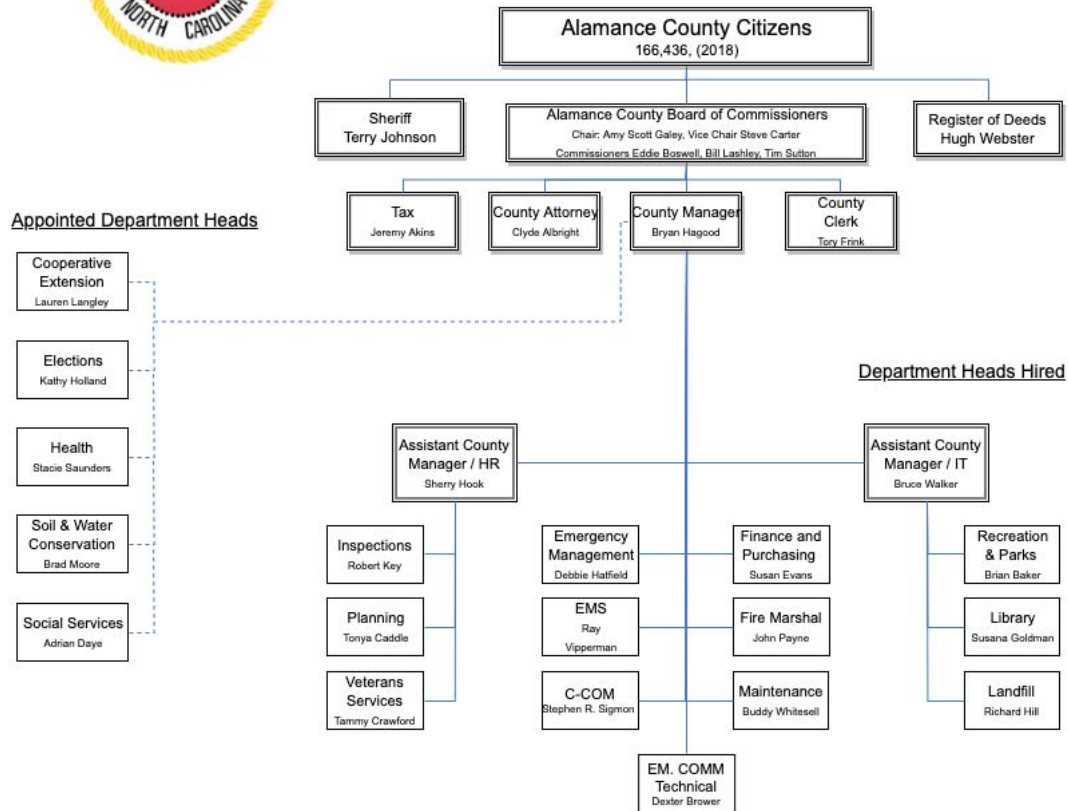 NORTH CAROLINA
Alamance County Citizens
166,436, (2018)
Sheriff
Terry Johnson
Alamance County Board of Commissioners
Chair: Amy Scott Galey, Vice Chair Steve Carter
Commissioners Eddie Boswell, Bill Lashley, Tim Sutton
Register of Deeds
Hugh Webster
Tax
Jeremy Akins
County Attorney
Clyde Albright
County Manager
Bryan Hagood
County
Clerk
Tory Frink
Appointed Department Heads
Cooperative
Extension
Lauren Langley
Elections
Kathy Holland
Health
Stacie Saunders
Soil & Water
Conservation
Brad Moore
Social Services
Adrian Daye
Department Heads Hired
Assistant County
Manager / HR
Sherry Hook
Assistant County
Manager / IT
Bruce Walker
Inspections
Robert Key
Planning
Tonya Caddle
Veterans
Services
Tammy Crawford
Emergency
Management
Debbie Hatfield
EMS
Ray
Vipperman
C-COM
Stephen R. Sigmon
Finance and
Purchasing
Susan Evans
Fire Marshal
John Payne
Maintenance
Buddy Whitesell
Recreation
& Parks
Brian Baker
Library
Susana Goldman
Landfill
Richard Hill
EM. COMM
Technical
Dexter Brower